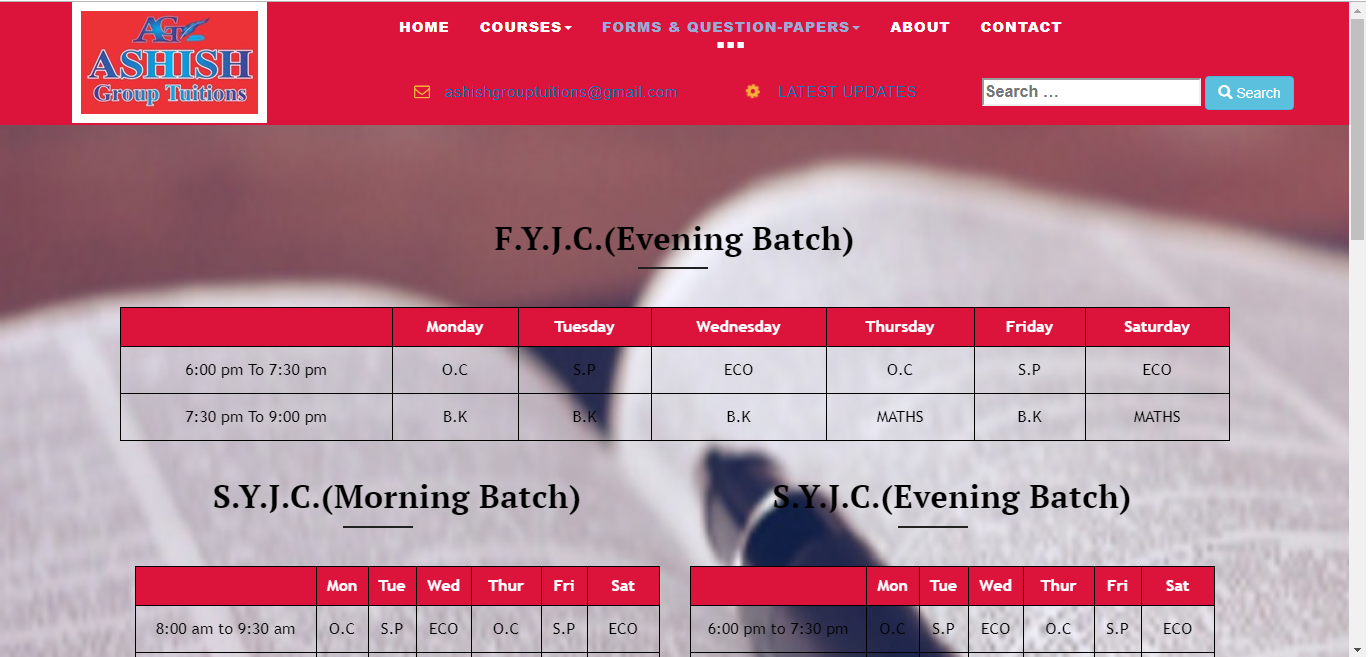 AGT
ASHISH
Group Tuitions
HOME COURSES FORMS & QUESTION-PAPERS ABOUT CONTACT
ashishgrouptuitions@gmail.com LATEST UPDATES Search ... Search
F.Y.J.C.(Evening Batch)
Monday Tuesday Wednesday Thursday Friday Saturday
6:00 pm To 7:30 pm O.C S.P ECO O.C S.P ECO
7:30 pm To 9:00 pm B.K B.K B.K MATHS B.K MATHS
S.Y.J.C.(Morning Batch) S.Y.J.C.(Evening Batch)
Mon Tue Wed Thur Fri Sat Mon Tue Wed Thur Fri Sat
8:00 am to 9:30 am O.C S.P ECO O.C S.P ECO 6:00 pm to 7:30 pm O.C S.P ECO O.C S.P ECO